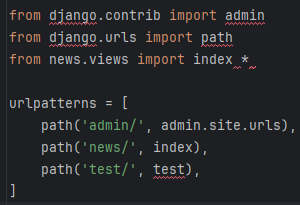 from django.contrib import admin
from django.urls import path
from news.views import index *

urlpatterns = [
    path('admin/', admin.site.urls),
    path('news/', index),
    path('test/', test),
]